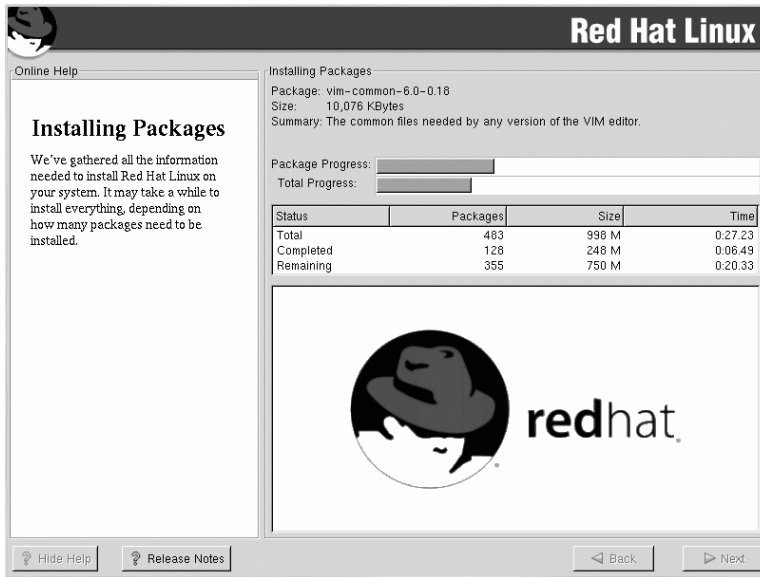 Red Hat Linux
Online Help
Installing Packages
We've gathered all the information
needed to install Red Hat Linux on
your system. It may take a while to
install everything, depending on
how many packages need to be
installed.
Installing Packages
Package: vim-common-6.0-0.18
Size: 10,076 KBytes
Summary: The common files needed by any version of the VIM editor.
Package Progress:
Total Progress:
Status Packages Size Time
Total 483 998 M 0:27.23
Completed 128 248 M 0:06.49
Remaining 355 750 M 0:20.33
redhat
Hide Help Release Notes Back Next